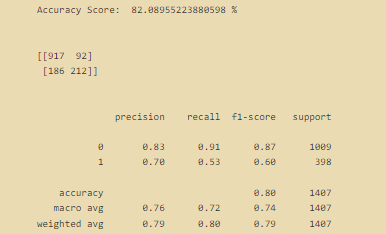 Accuracy Score:  82.08955223880598 %
[[917  92]
 [186 212]]
precision    recall  f1-score   support
0       0.83      0.91      0.87      1009
1       0.70      0.53      0.60       398
accuracy                           0.80      1407
macro avg       0.76      0.72      0.74      1407
weighted avg       0.79      0.80      0.79      1407